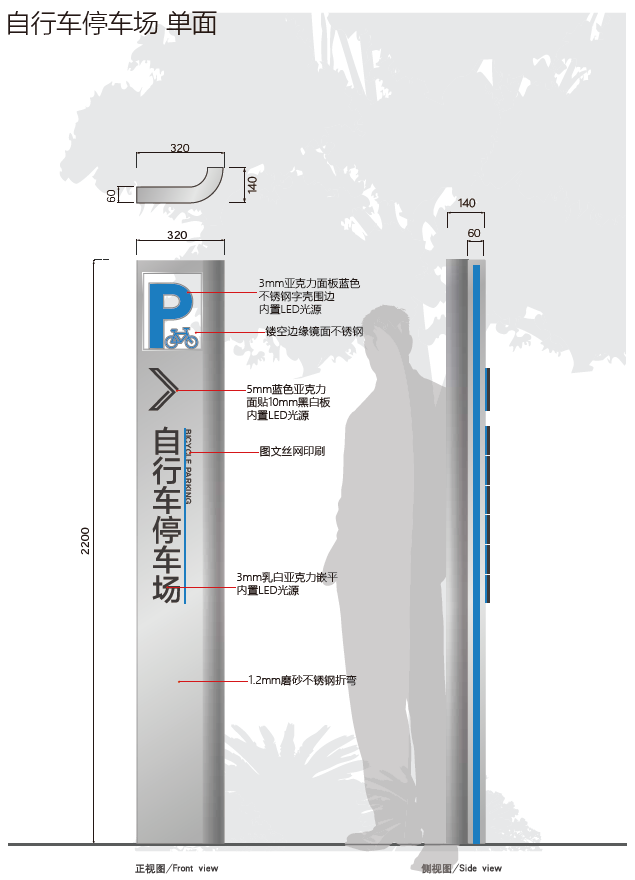 自行车停车场 单面
320
60
140
320
140
60
P
3mm亚克力面板蓝色
不锈钢字壳围边
内置LED光源
镂空边缘镜面不锈钢
5mm蓝色亚克力
面贴10mm黑白板
内置LED光源
自行车停车场
BICYCLE PARKING
图文丝网印刷
2200
3mm乳白亚克力嵌平
内置LED光源
1.2mm磨砂不锈钢折弯
正视图/Front view
侧视图/Side view